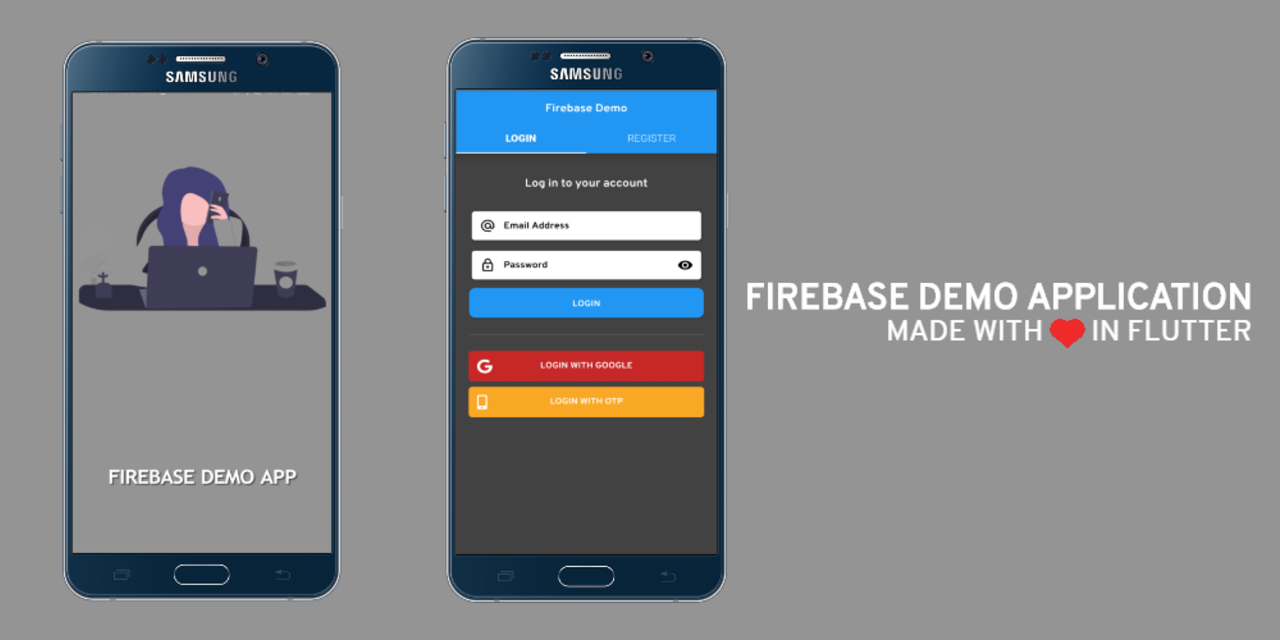 SAMSUNG
FIREBASE DEMO APP
SAMSUNG
Firebase Demo
LOGIN
REGISTER
Log in to your account
Email Address
Password
LOGIN
LOGIN WITH GOOGLE
LOGIN WITH OTP
FIREBASE DEMO APPLICATION
MADE WITH ❤ IN FLUTTER